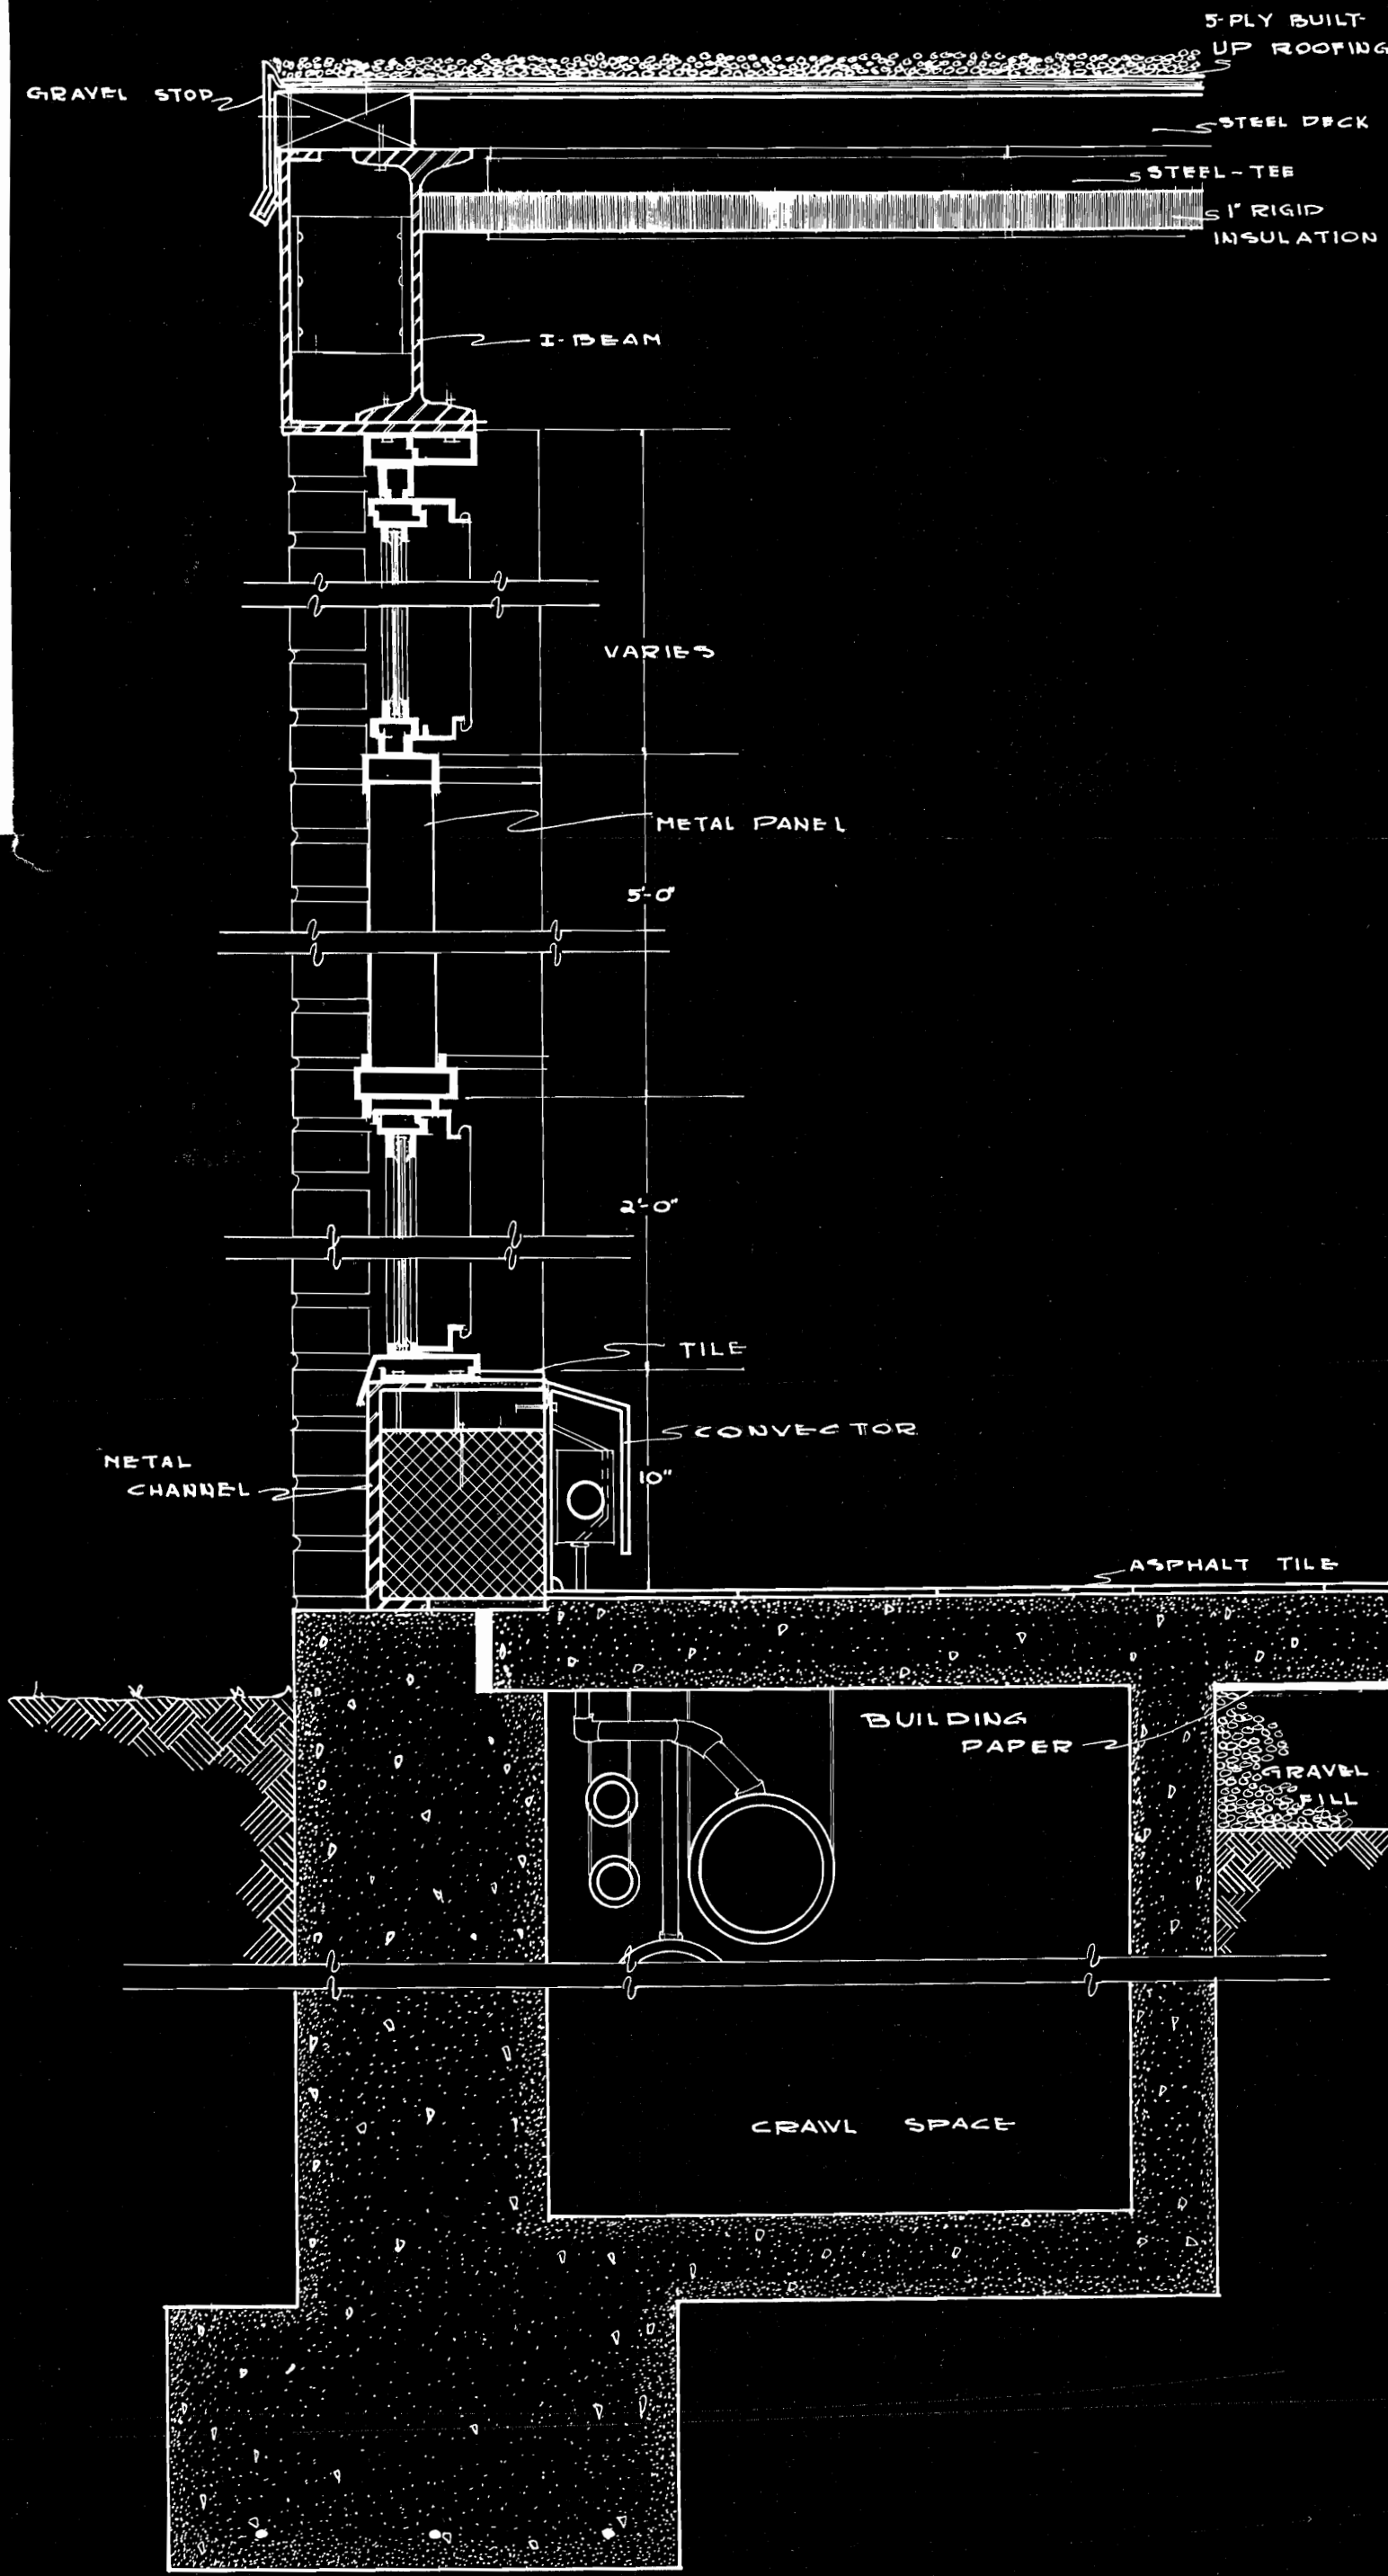 5-PLY BUILT-
UP ROOFING
GRAVEL STOP
STEEL DECK
STEEL-TEE
1" RIGID
INSULATION
I-BEAM
VARIES
METAL PANEL
5'-0"
2'-0"
TILE
CONVECTOR
METAL
CHANNEL
10"
ASPHALT TILE
BUILDING
PAPER
GRAVEL
FILL
CRAWL SPACE